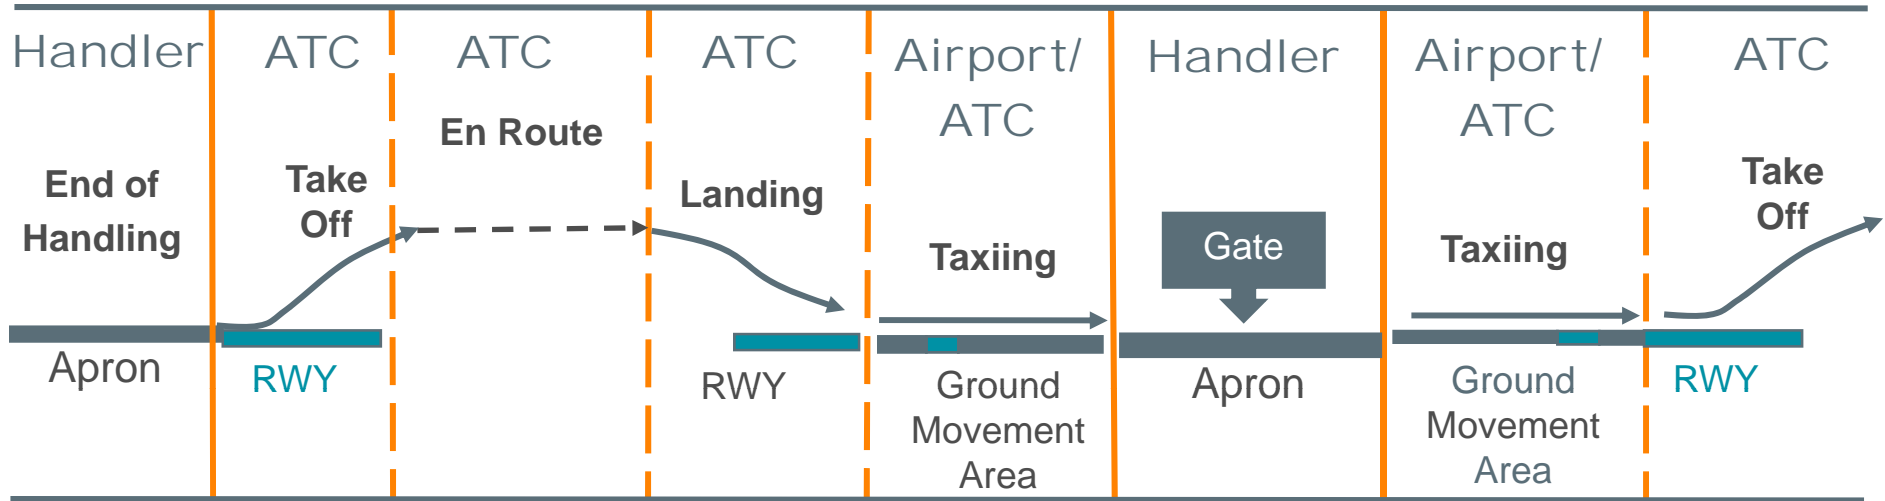 Handler
End of
Handling
Apron
ATC
Take
Off
RWY
ATC
En Route
ATC
Landing
RWY
Airport/
ATC
Taxiing
Ground
Movement
Area
Handler
Gate
Apron
Airport/
ATC
Taxiing
Ground
Movement
Area
ATC
Take
Off
RWY